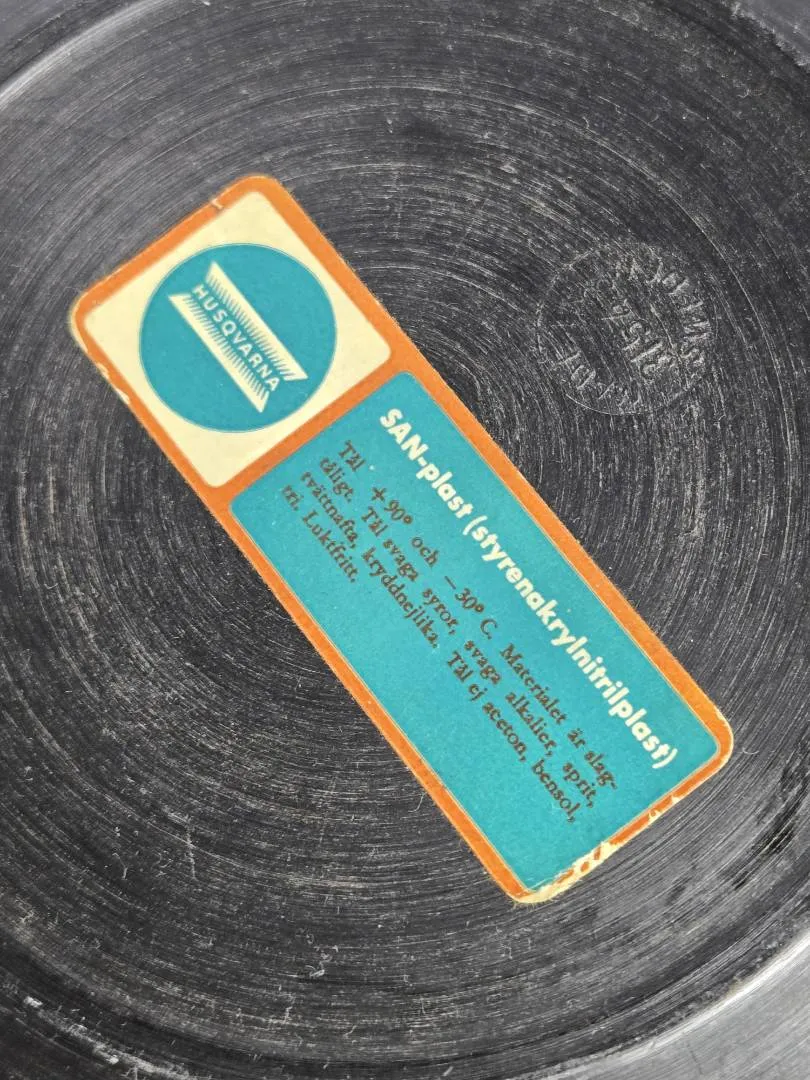 HUSQVARNA
SAN-plast (styrenakrylnitrilplast)
Tål +90° och −30° C. Materialet är slag-
tåligt. Tål svaga syror, svaga alkalier, sprit,
tvättnafta, kryddnejlika. Tål ej aceton, bensol,
tri. Luktfritt.